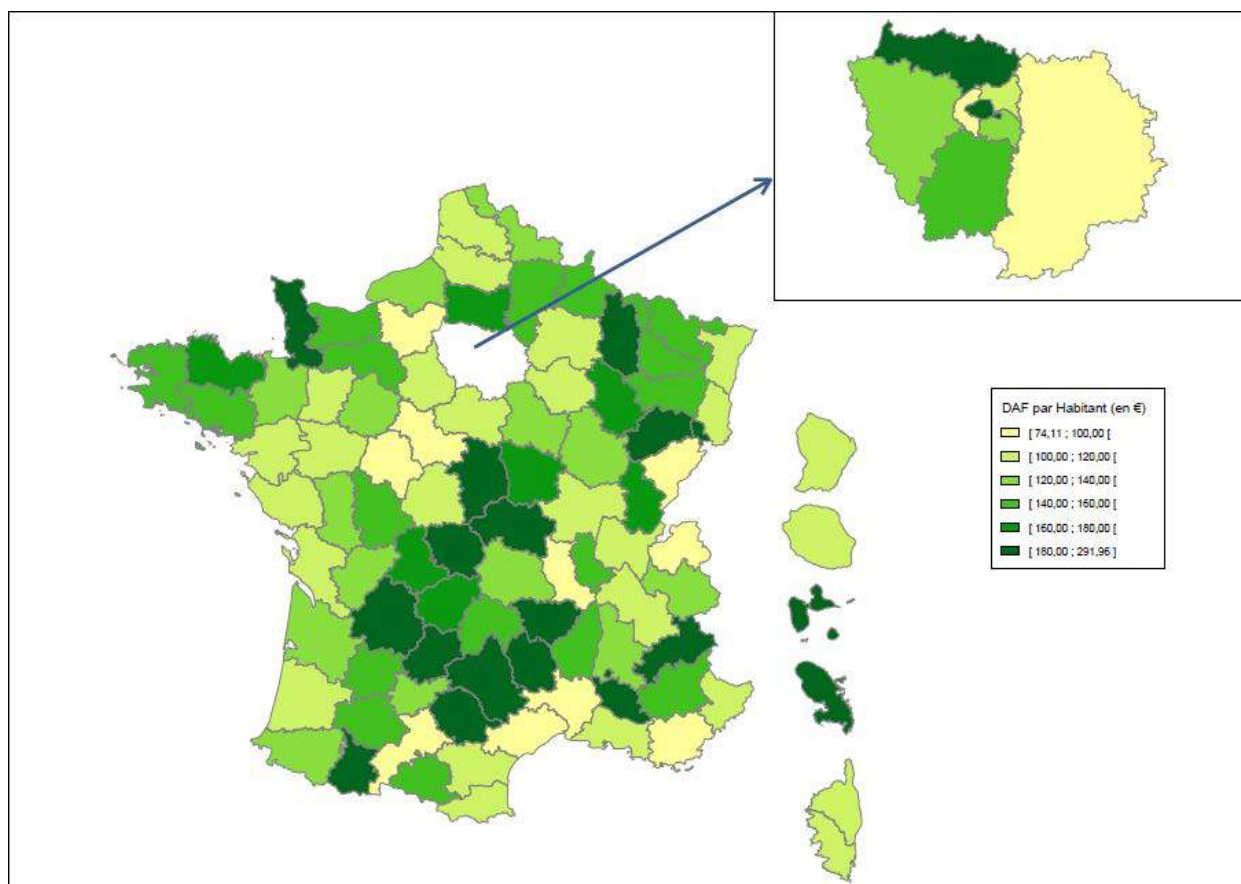 DAF par Habitant (en €)
[ 74,11 ; 100,00 [
[ 100,00 ; 120,00 [
[ 120,00 ; 140,00 [
[ 140,00 ; 160,00 [
[ 160,00 ; 180,00 [
[ 180,00 ; 291,96 ]